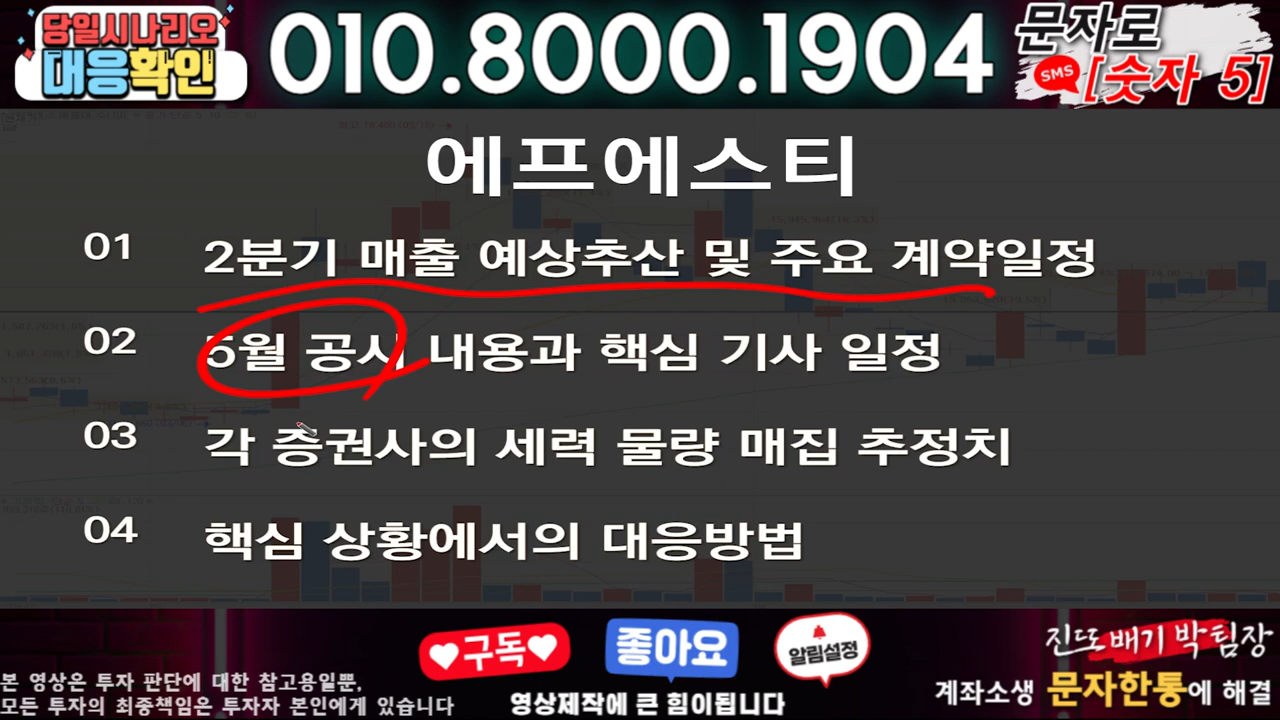 당일시나리오
대응확인
010.8000.1904
문자로
SMS [숫자 5]
에프에스티
01 2분기 매출 예상추산 및 주요 계약일정
02 5월 공시 내용과 핵심 기사 일정
03 각 증권사의 세력 물량 매집 추정치
04 핵심 상황에서의 대응방법
구독
좋아요
알림설정
영상제작에 큰 힘이됩니다
본 영상은 투자 판단에 대한 참고용일뿐,
모든 투자의 최종책임은 투자자 본인에게 있습니다
진또배기 박팀장
계좌소생 문자한통에 해결